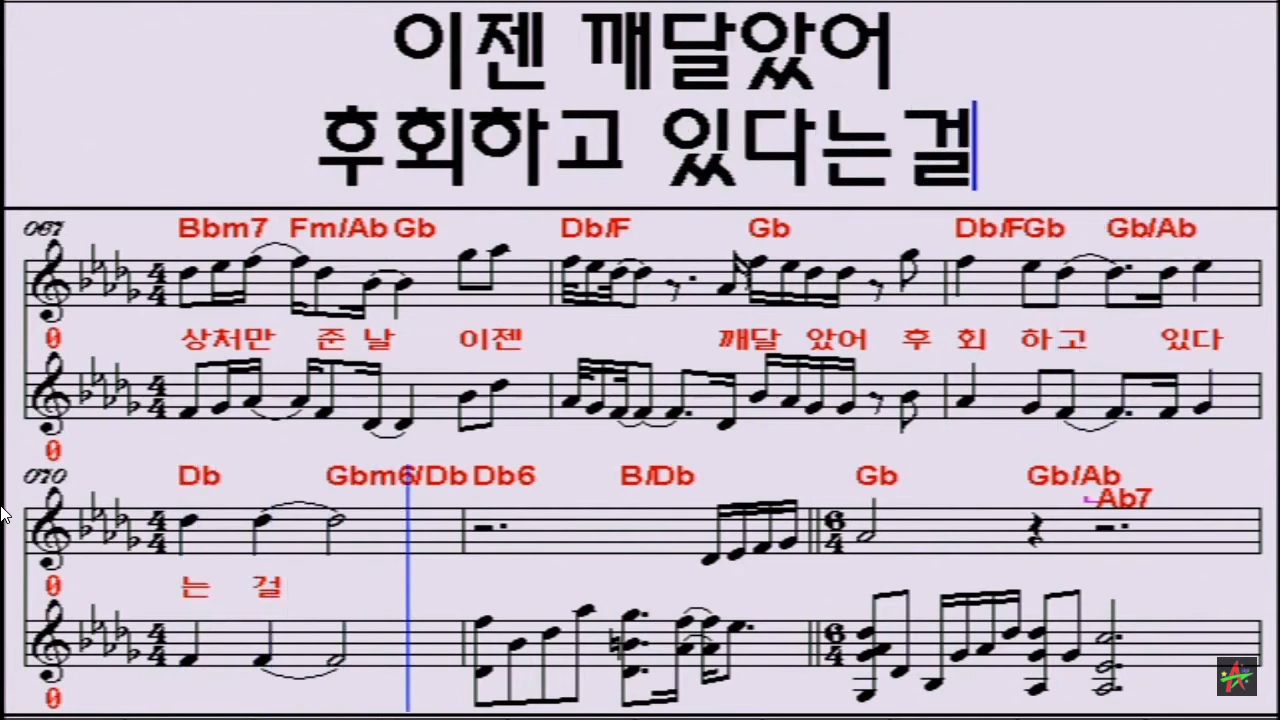 이젠 깨달았어
후회하고 있다는걸
067 Bbm7 Fm/Ab Gb Db/F Gb Db/F Gb Gb/Ab
0 상처만 준 날 이젠 깨달 았어 후 회 하고 있다
0
070 Db Gbm6/Db Db6 B/Db Gb Gb/Ab
Ab7
0 는 걸
0